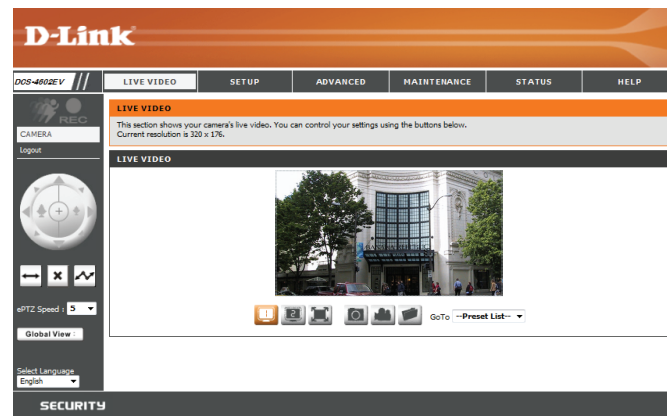 D-Link
DCS-4602EV // LIVE VIDEO SETUP ADVANCED MAINTENANCE STATUS HELP
REC
CAMERA
Logout
LIVE VIDEO
This section shows your camera's live video. You can control your settings using the buttons below.
Current resolution is 320 x 176.
LIVE VIDEO
1 2 GoTo --Preset List--
ePTZ Speed : 5
Global View :
Select Language
English
SECURITY